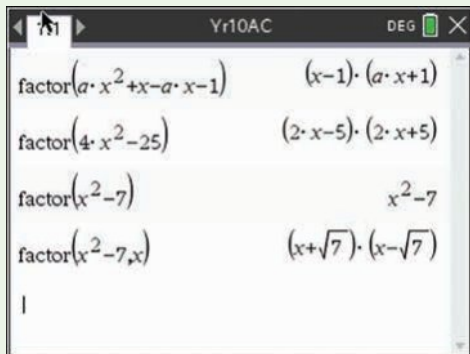 Yr10AC DEG
factor(a·x²+x−a·x−1) (x−1)·(a·x+1)
factor(4·x²−25) (2·x−5)·(2·x+5)
factor(x²−7) x²−7
factor(x²−7,x) (x+√7)·(x−√7)